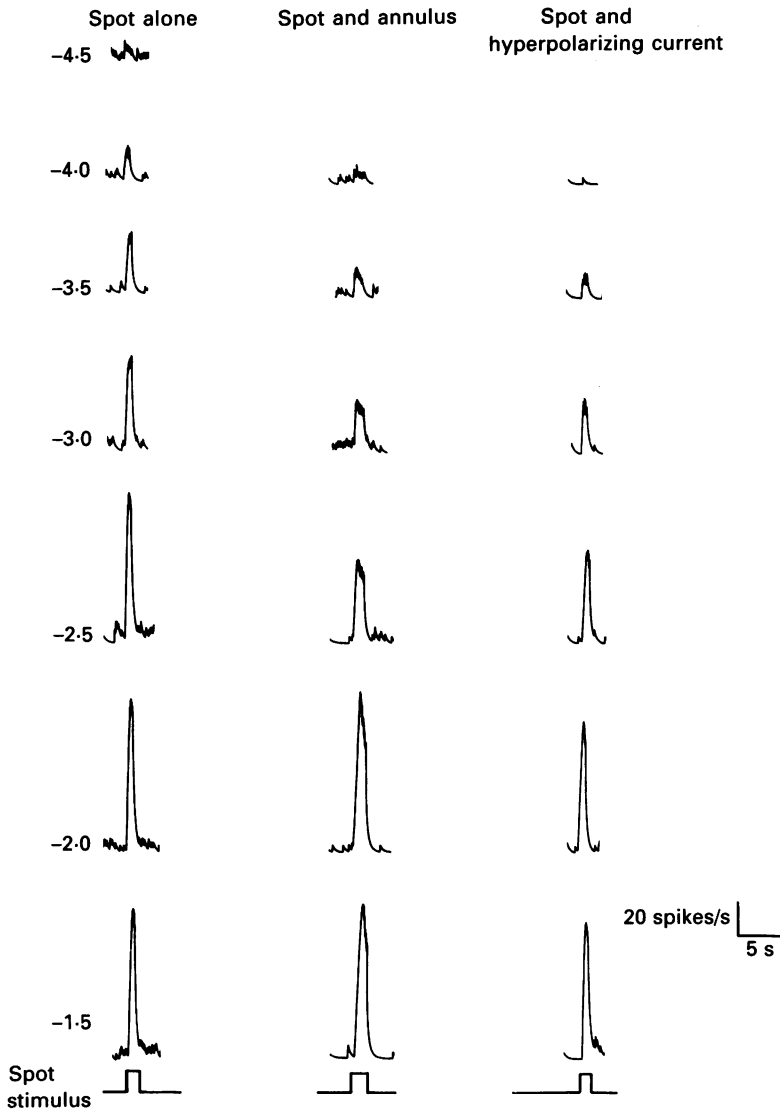 Spot alone
Spot and annulus
Spot and
hyperpolarizing current
−4·5
−4·0
−3·5
−3·0
−2·5
−2·0
−1·5
20 spikes/s
5 s
Spot
stimulus